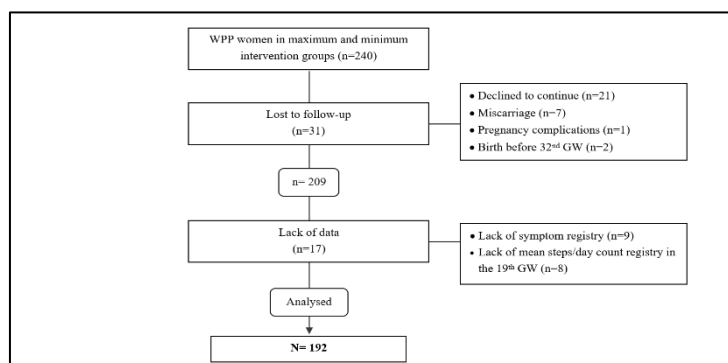 WPP women in maximum and minimum
intervention groups (n=240)
Lost to follow-up
(n=31)
• Declined to continue (n=21)
• Miscarriage (n=7)
• Pregnancy complications (n=1)
• Birth before 32nd GW (n=2)
n= 209
Lack of data
(n=17)
• Lack of symptom registry (n=9)
• Lack of mean steps/day count registry in
the 19th GW (n=8)
Analysed
N= 192